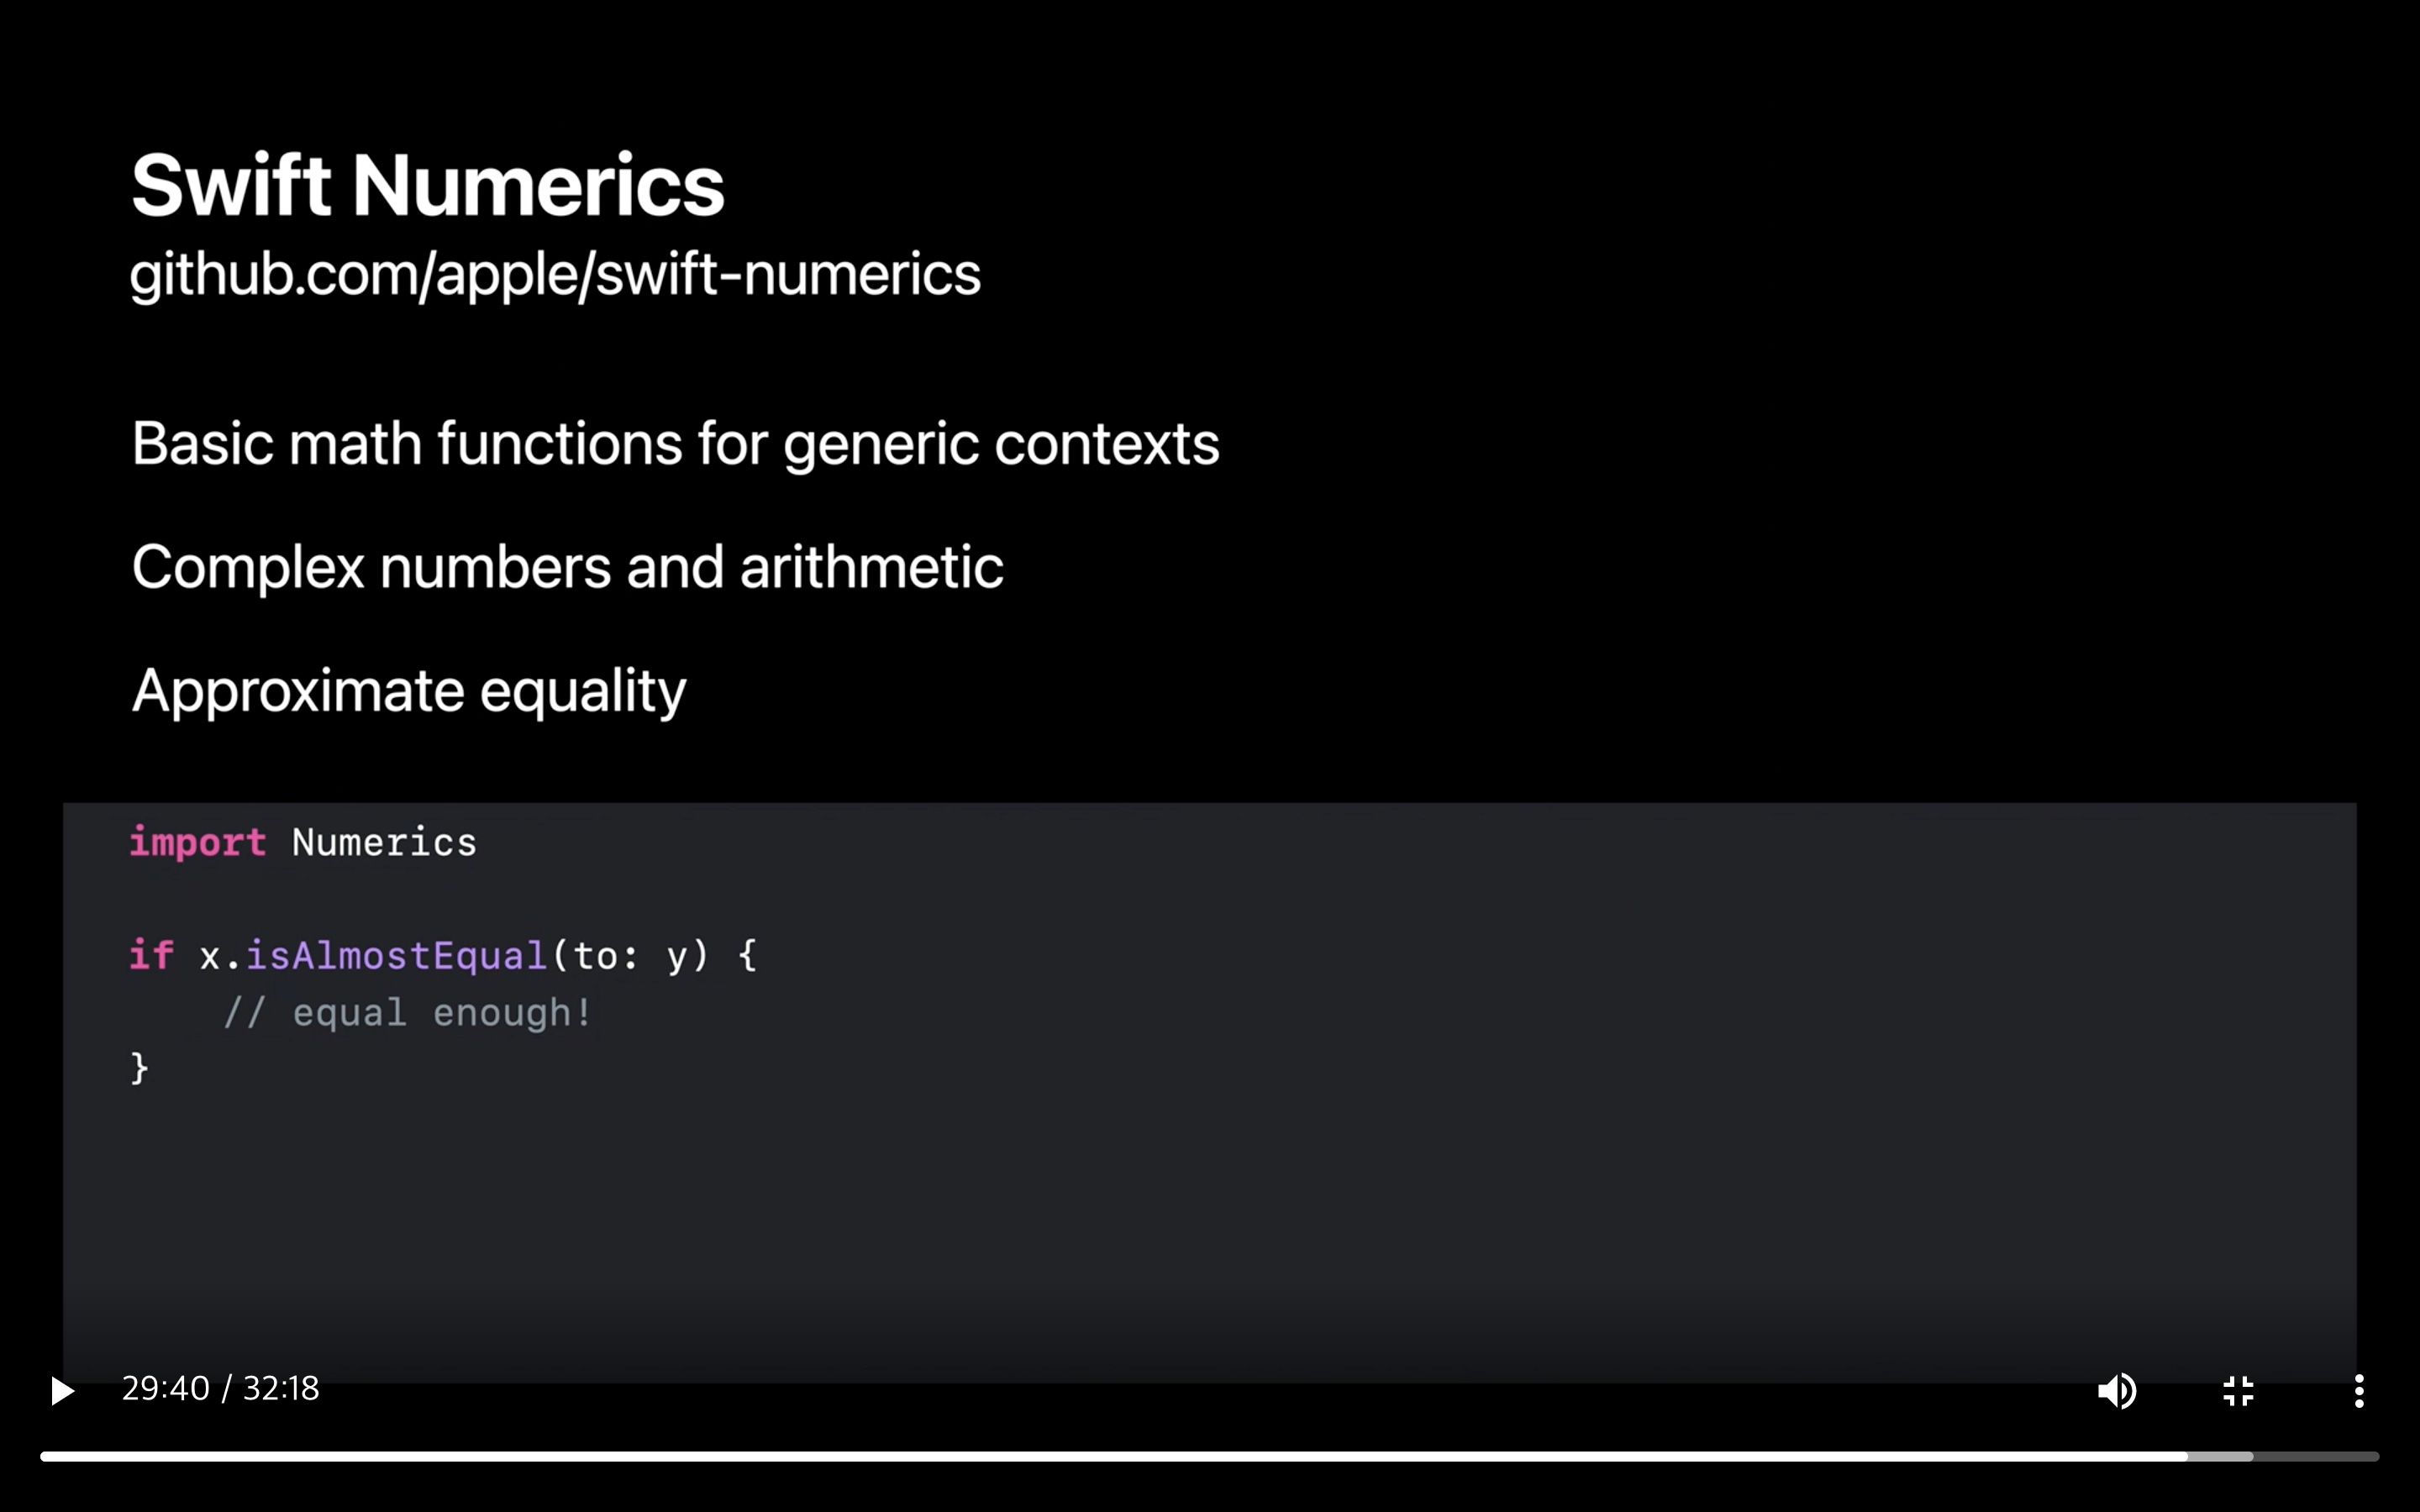 Swift Numerics
github.com/apple/swift-numerics
Basic math functions for generic contexts
Complex numbers and arithmetic
Approximate equality
import Numerics
if x.isAlmostEqual(to: y) {
    // equal enough!
}
29:40 / 32:18